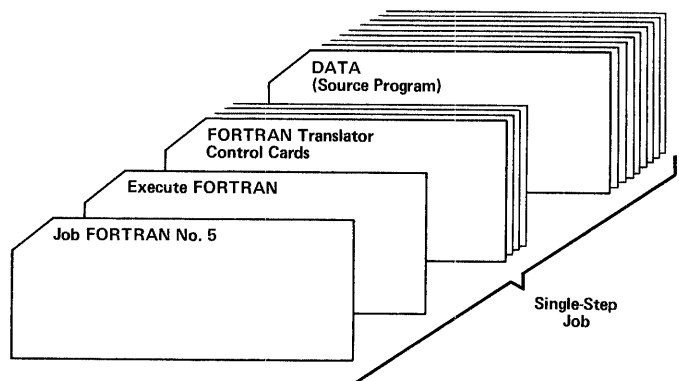 DATA
(Source Program)
FORTRAN Translator
Control Cards
Execute FORTRAN
Job FORTRAN No. 5
Single-Step
Job